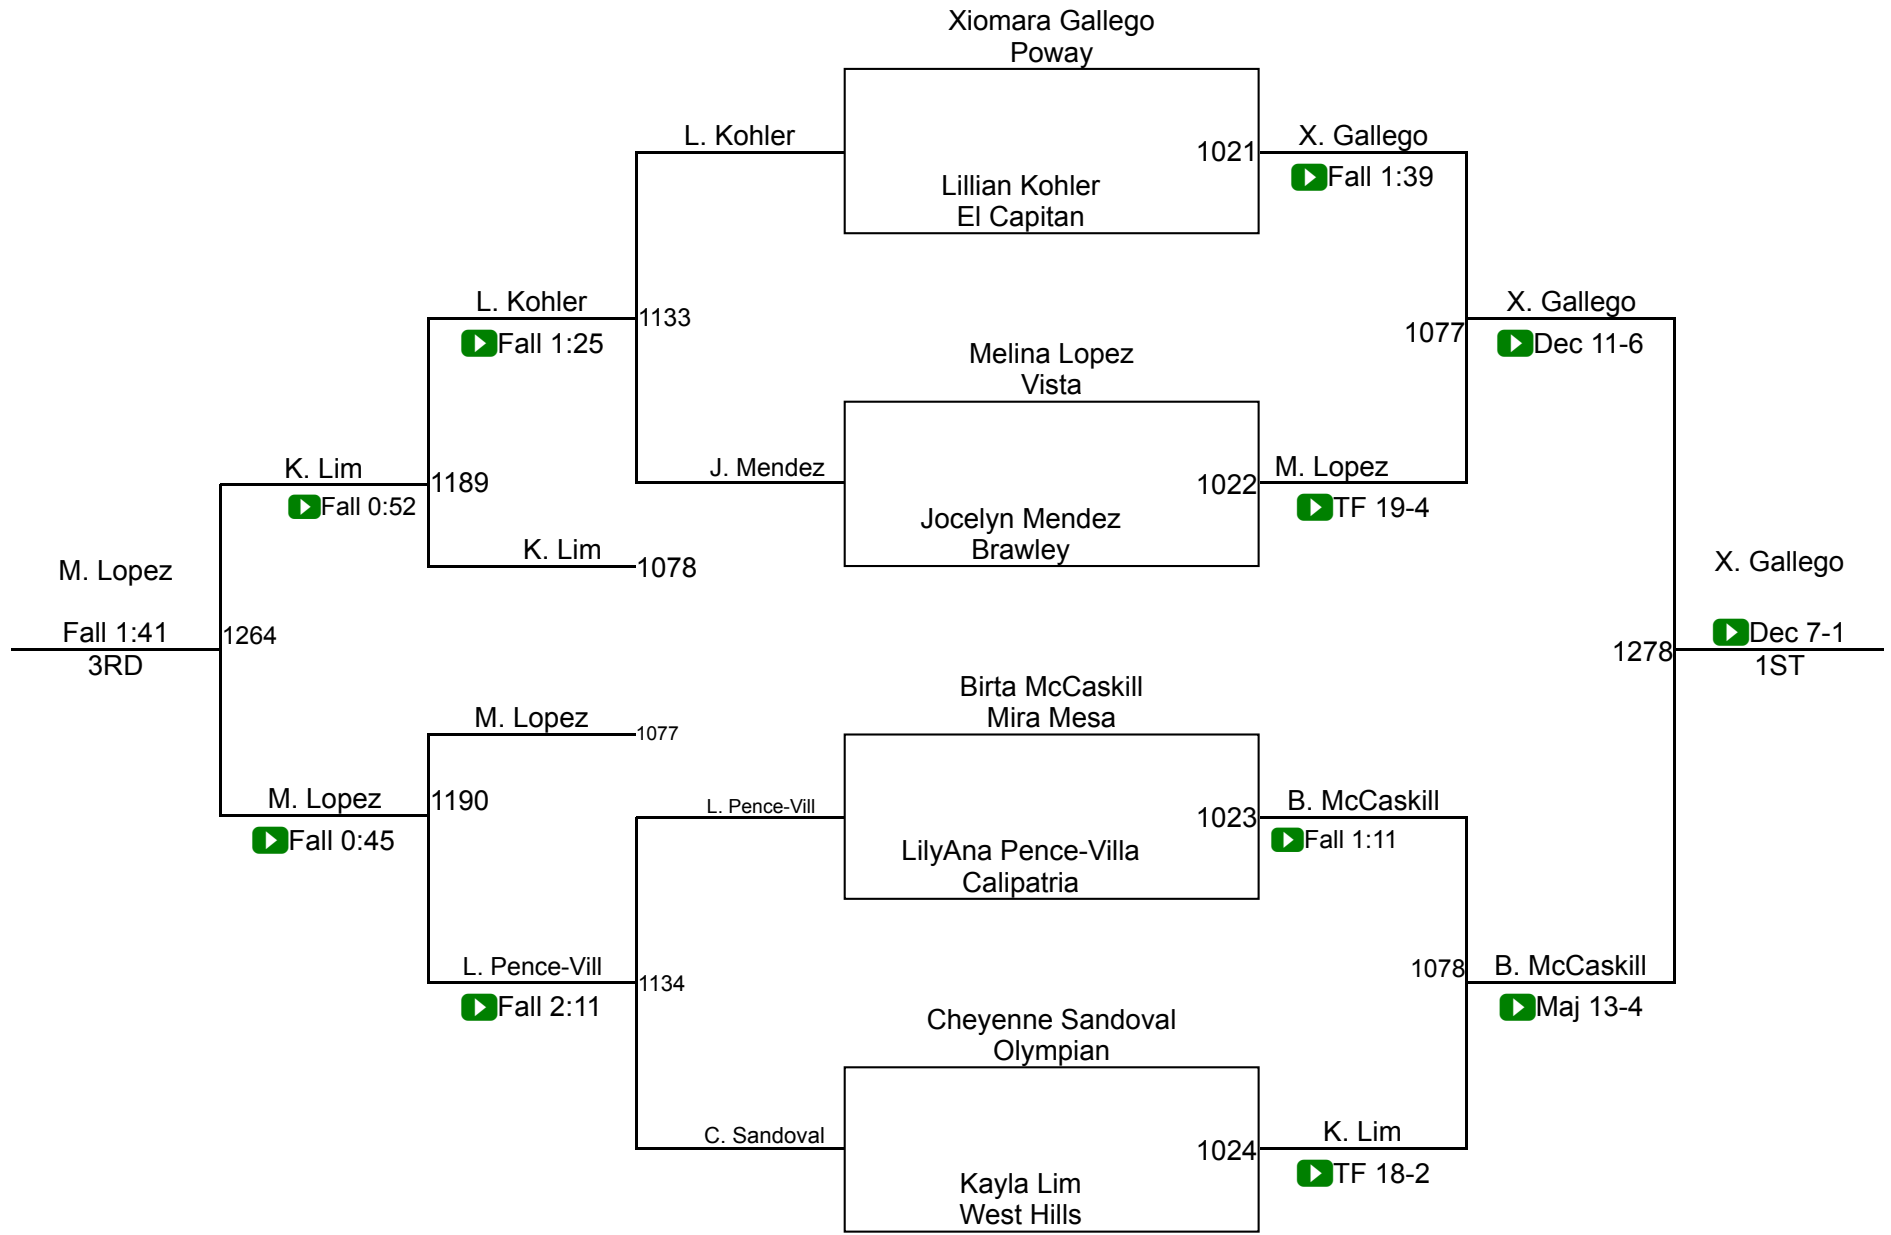 Xiomara Gallego
Poway
L. Kohler
1021
X. Gallego
Fall 1:39
Lillian Kohler
El Capitan
L. Kohler
1133
Fall 1:25
X. Gallego
1077
Dec 11-6
Melina Lopez
Vista
K. Lim
1189
Fall 0:52
J. Mendez
1022
M. Lopez
TF 19-4
Jocelyn Mendez
Brawley
K. Lim
1078
M. Lopez
Fall 1:41
3RD
1264
X. Gallego
1278
Dec 7-1
1ST
Birta McCaskill
Mira Mesa
M. Lopez
1077
M. Lopez
1190
Fall 0:45
L. Pence-Vill
1023
B. McCaskill
Fall 1:11
LilyAna Pence-Villa
Calipatria
L. Pence-Vill
1134
Fall 2:11
1078
B. McCaskill
Maj 13-4
Cheyenne Sandoval
Olympian
C. Sandoval
1024
K. Lim
TF 18-2
Kayla Lim
West Hills